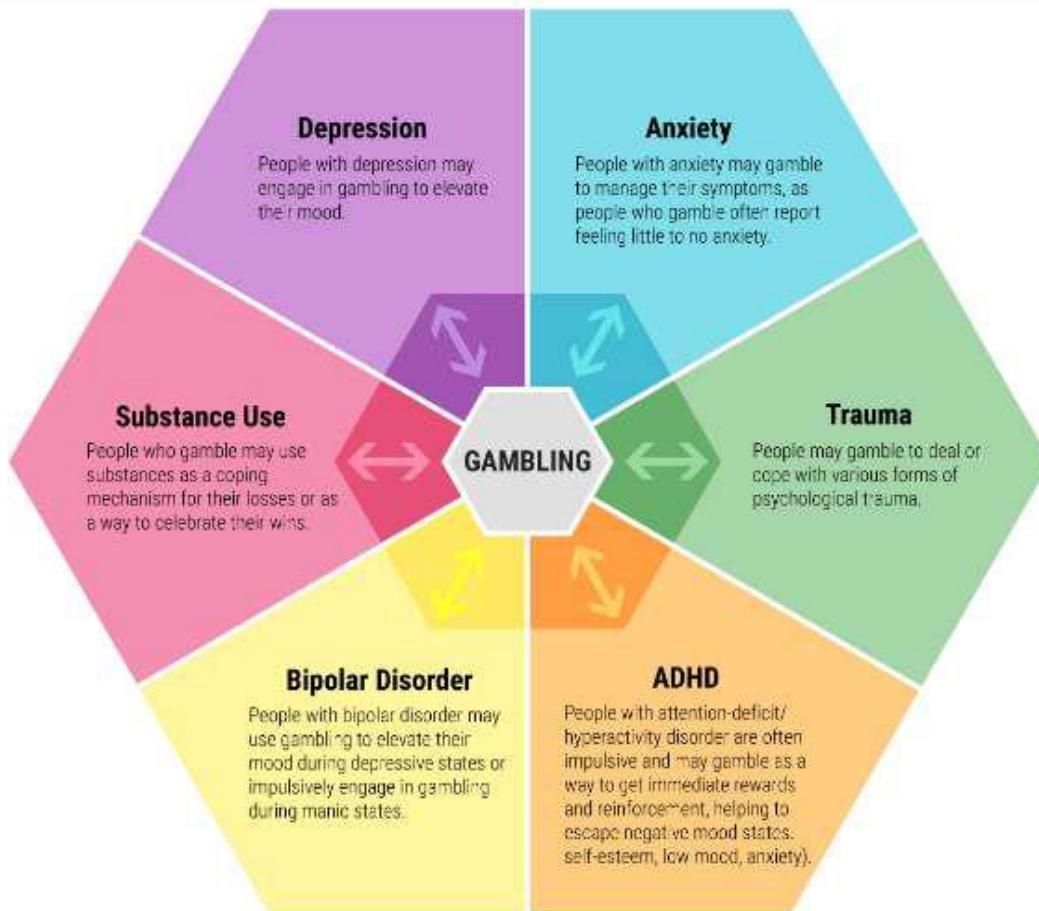 Depression
People with depression may
engage in gambling to elevate
their mood.
Anxiety
People with anxiety may gamble
to manage their symptoms, as
people who gamble often report
feeling little to no anxiety.
Substance Use
People who gamble may use
substances as a coping
mechanism for their losses or as
a way to celebrate their wins.
GAMBLING
Trauma
People may gamble to deal or
cope with various forms of
psychological trauma.
Bipolar Disorder
People with bipolar disorder may
use gambling to elevate their
mood during depressive states or
impulsively engage in gambling
during manic states.
ADHD
People with attention-deficit/
hyperactivity disorder are often
impulsive and may gamble as a
way to get immediate rewards
and reinforcement, helping to
escape negative mood states.
self-esteem, low mood, anxiety).